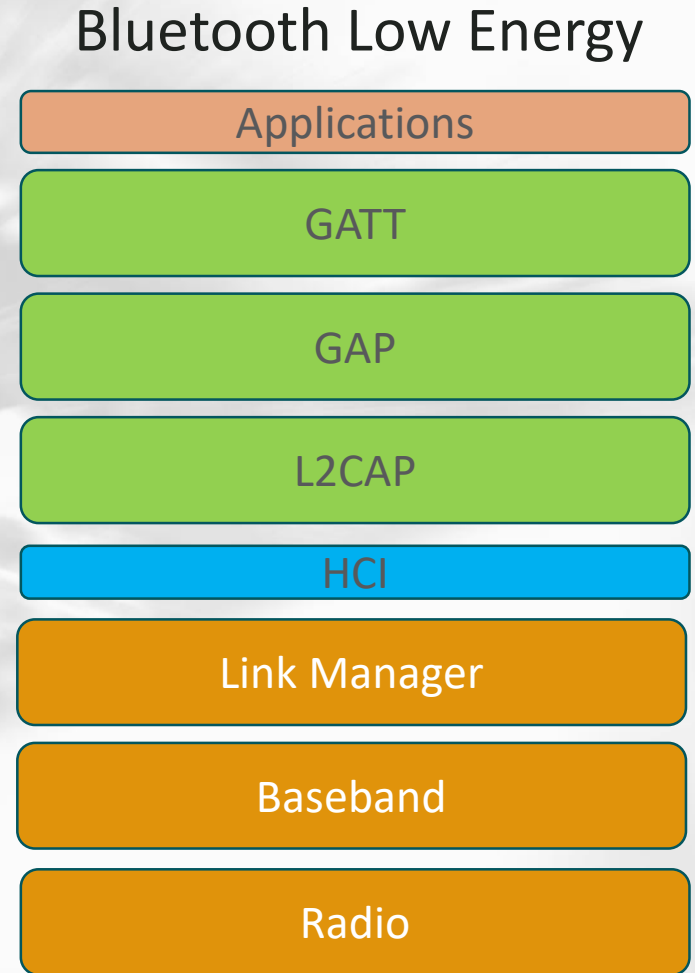 Bluetooth Low Energy
Applications
GATT
GAP
L2CAP
HCI
Link Manager
Baseband
Radio